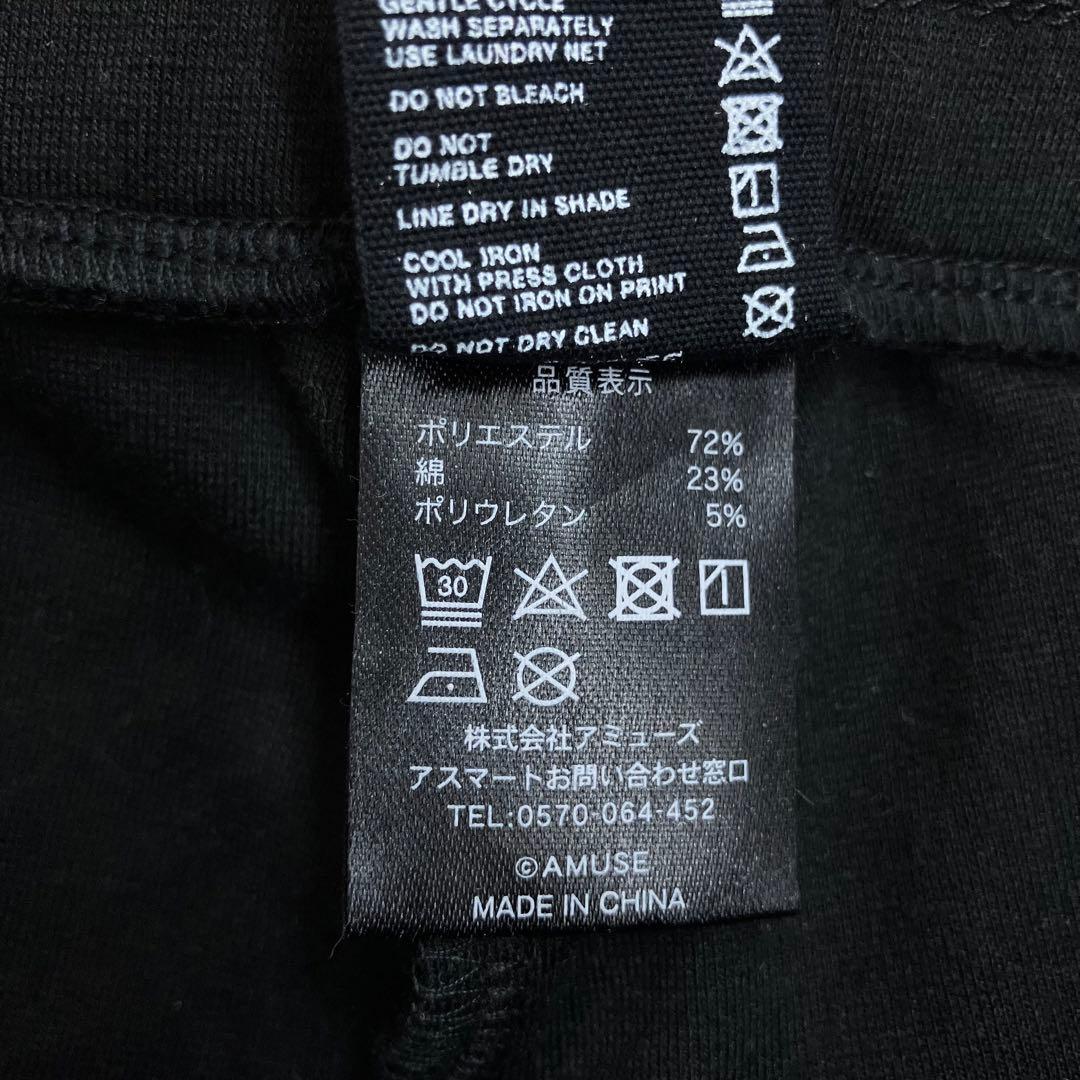 GENTLE CYCLE
WASH SEPARATELY
USE LAUNDRY NET
DO NOT BLEACH
DO NOT
TUMBLE DRY
LINE DRY IN SHADE
COOL IRON
WITH PRESS CLOTH
DO NOT IRON ON PRINT
DO NOT DRY CLEAN
品質表示
ポリエステル 72%
綿 23%
ポリウレタン 5%
30
株式会社アミューズ
アスマートお問い合わせ窓口
TEL:0570-064-452
©AMUSE
MADE IN CHINA